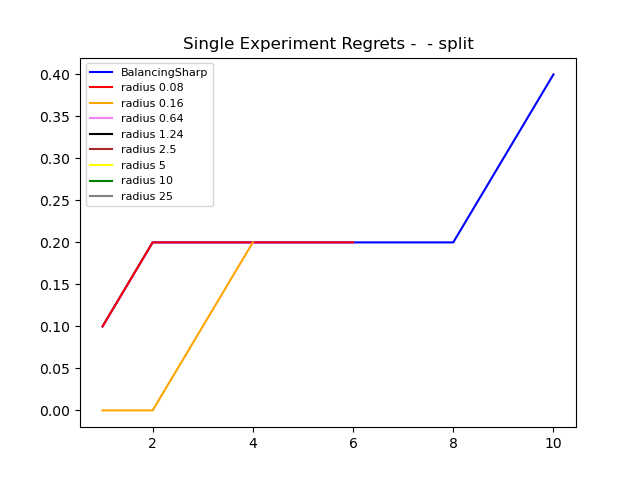 Single Experiment Regrets -  - split
0.40
0.35
0.30
0.25
0.20
0.15
0.10
0.05
0.00
BalancingSharp
radius 0.08
radius 0.16
radius 0.64
radius 1.24
radius 2.5
radius 5
radius 10
radius 25
2 4 6 8 10